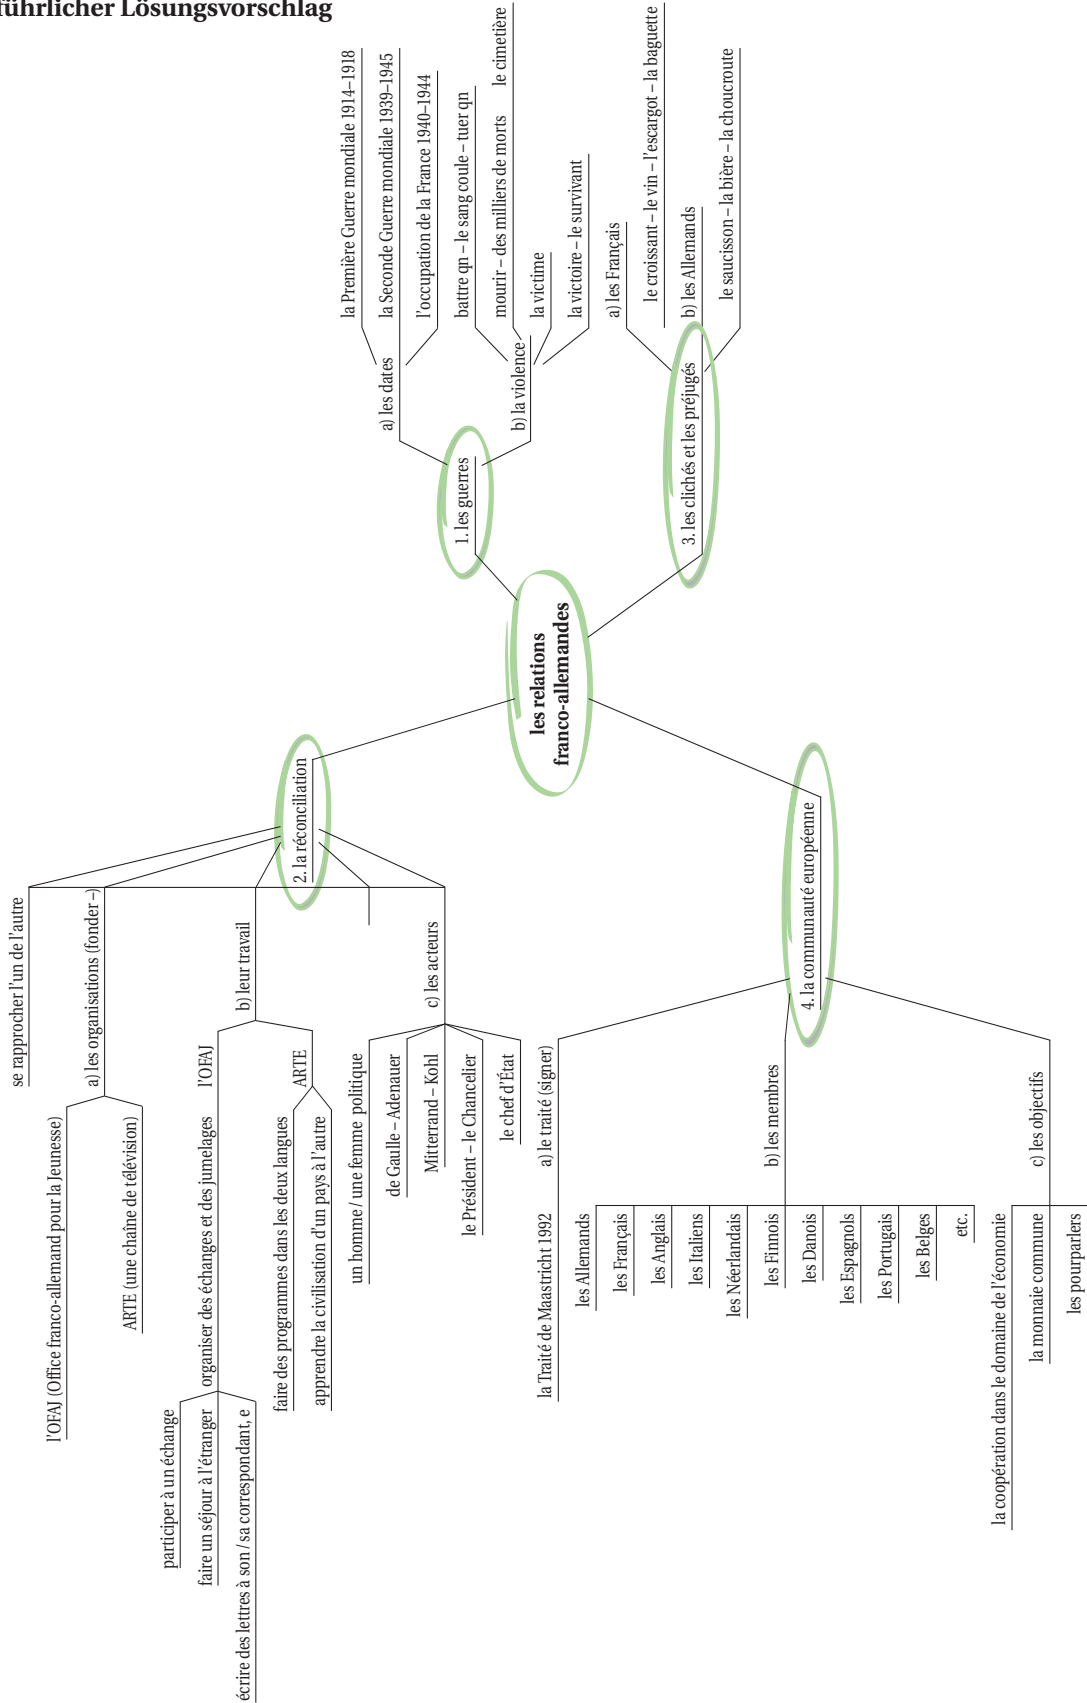 führlicher Lösungsvorschlag
les relations
franco-allemandes
1. les guerres
a) les dates
la Première Guerre mondiale 1914–1918
la Seconde Guerre mondiale 1939–1945
l'occupation de la France 1940–1944
b) la violence
battre qn – le sang coule – tuer qn
mourir – des milliers de morts le cimetière
la victime
la victoire – le survivant
2. la réconciliation
se rapprocher l'un de l'autre
a) les organisations (fonder –)
l'OFAJ (Office franco-allemand pour la Jeunesse)
ARTE (une chaîne de télévision)
b) leur travail
l'OFAJ
organiser des échanges et des jumelages
participer à un échange
faire un séjour à l'étranger
écrire des lettres à son / sa correspondant, e
ARTE
faire des programmes dans les deux langues
apprendre la civilisation d'un pays à l'autre
c) les acteurs
un homme / une femme politique
de Gaulle – Adenauer
Mitterrand – Kohl
le Président – le Chancelier
le chef d'État
3. les clichés et les préjugés
a) les Français
le croissant – le vin – l'escargot – la baguette
b) les Allemands
le saucisson – la bière – la choucroute
4. la communauté européenne
a) le traité (signer)
la Traité de Maastricht 1992
b) les membres
les Allemands
les Français
les Anglais
les Italiens
les Néerlandais
les Finnois
les Danois
les Espagnols
les Portugais
les Belges
etc.
c) les objectifs
la coopération dans le domaine de l'économie
la monnaie commune
les pourparlers